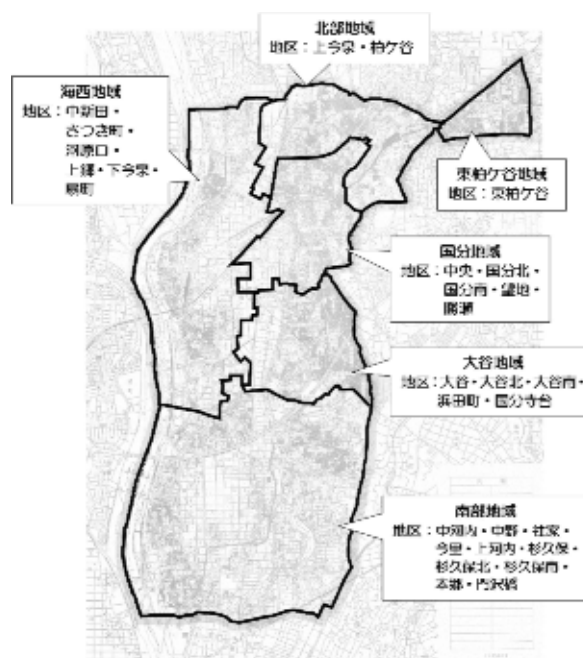 北部地域
地区：上今泉・柏ケ谷
海西地域
地区：中新田・
さつき町・
河原口・
上郷・下今泉・
扇町
東柏ケ谷地域
地区：東柏ケ谷
国分地域
地区：中央・国分北・
国分南・望地・
勝瀬
大谷地域
地区：大谷・大谷北・大谷南・
浜田町・国分寺台
南部地域
地区：中河内・中野・社家・
今里・上河内・杉久保・
杉久保北・杉久保南・
本郷・門沢橋